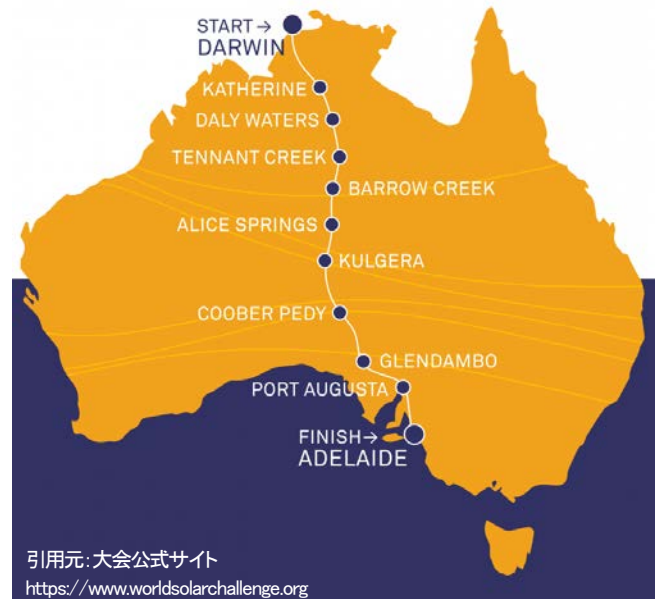 START→
DARWIN
KATHERINE
DALY WATERS
TENNANT CREEK
BARROW CREEK
ALICE SPRINGS
KULGERA
COOBER PEDY
GLENDAMBO
PORT AUGUSTA
FINISH→
ADELAIDE
引用元：大会公式サイト
https://www.worldsolarchallenge.org